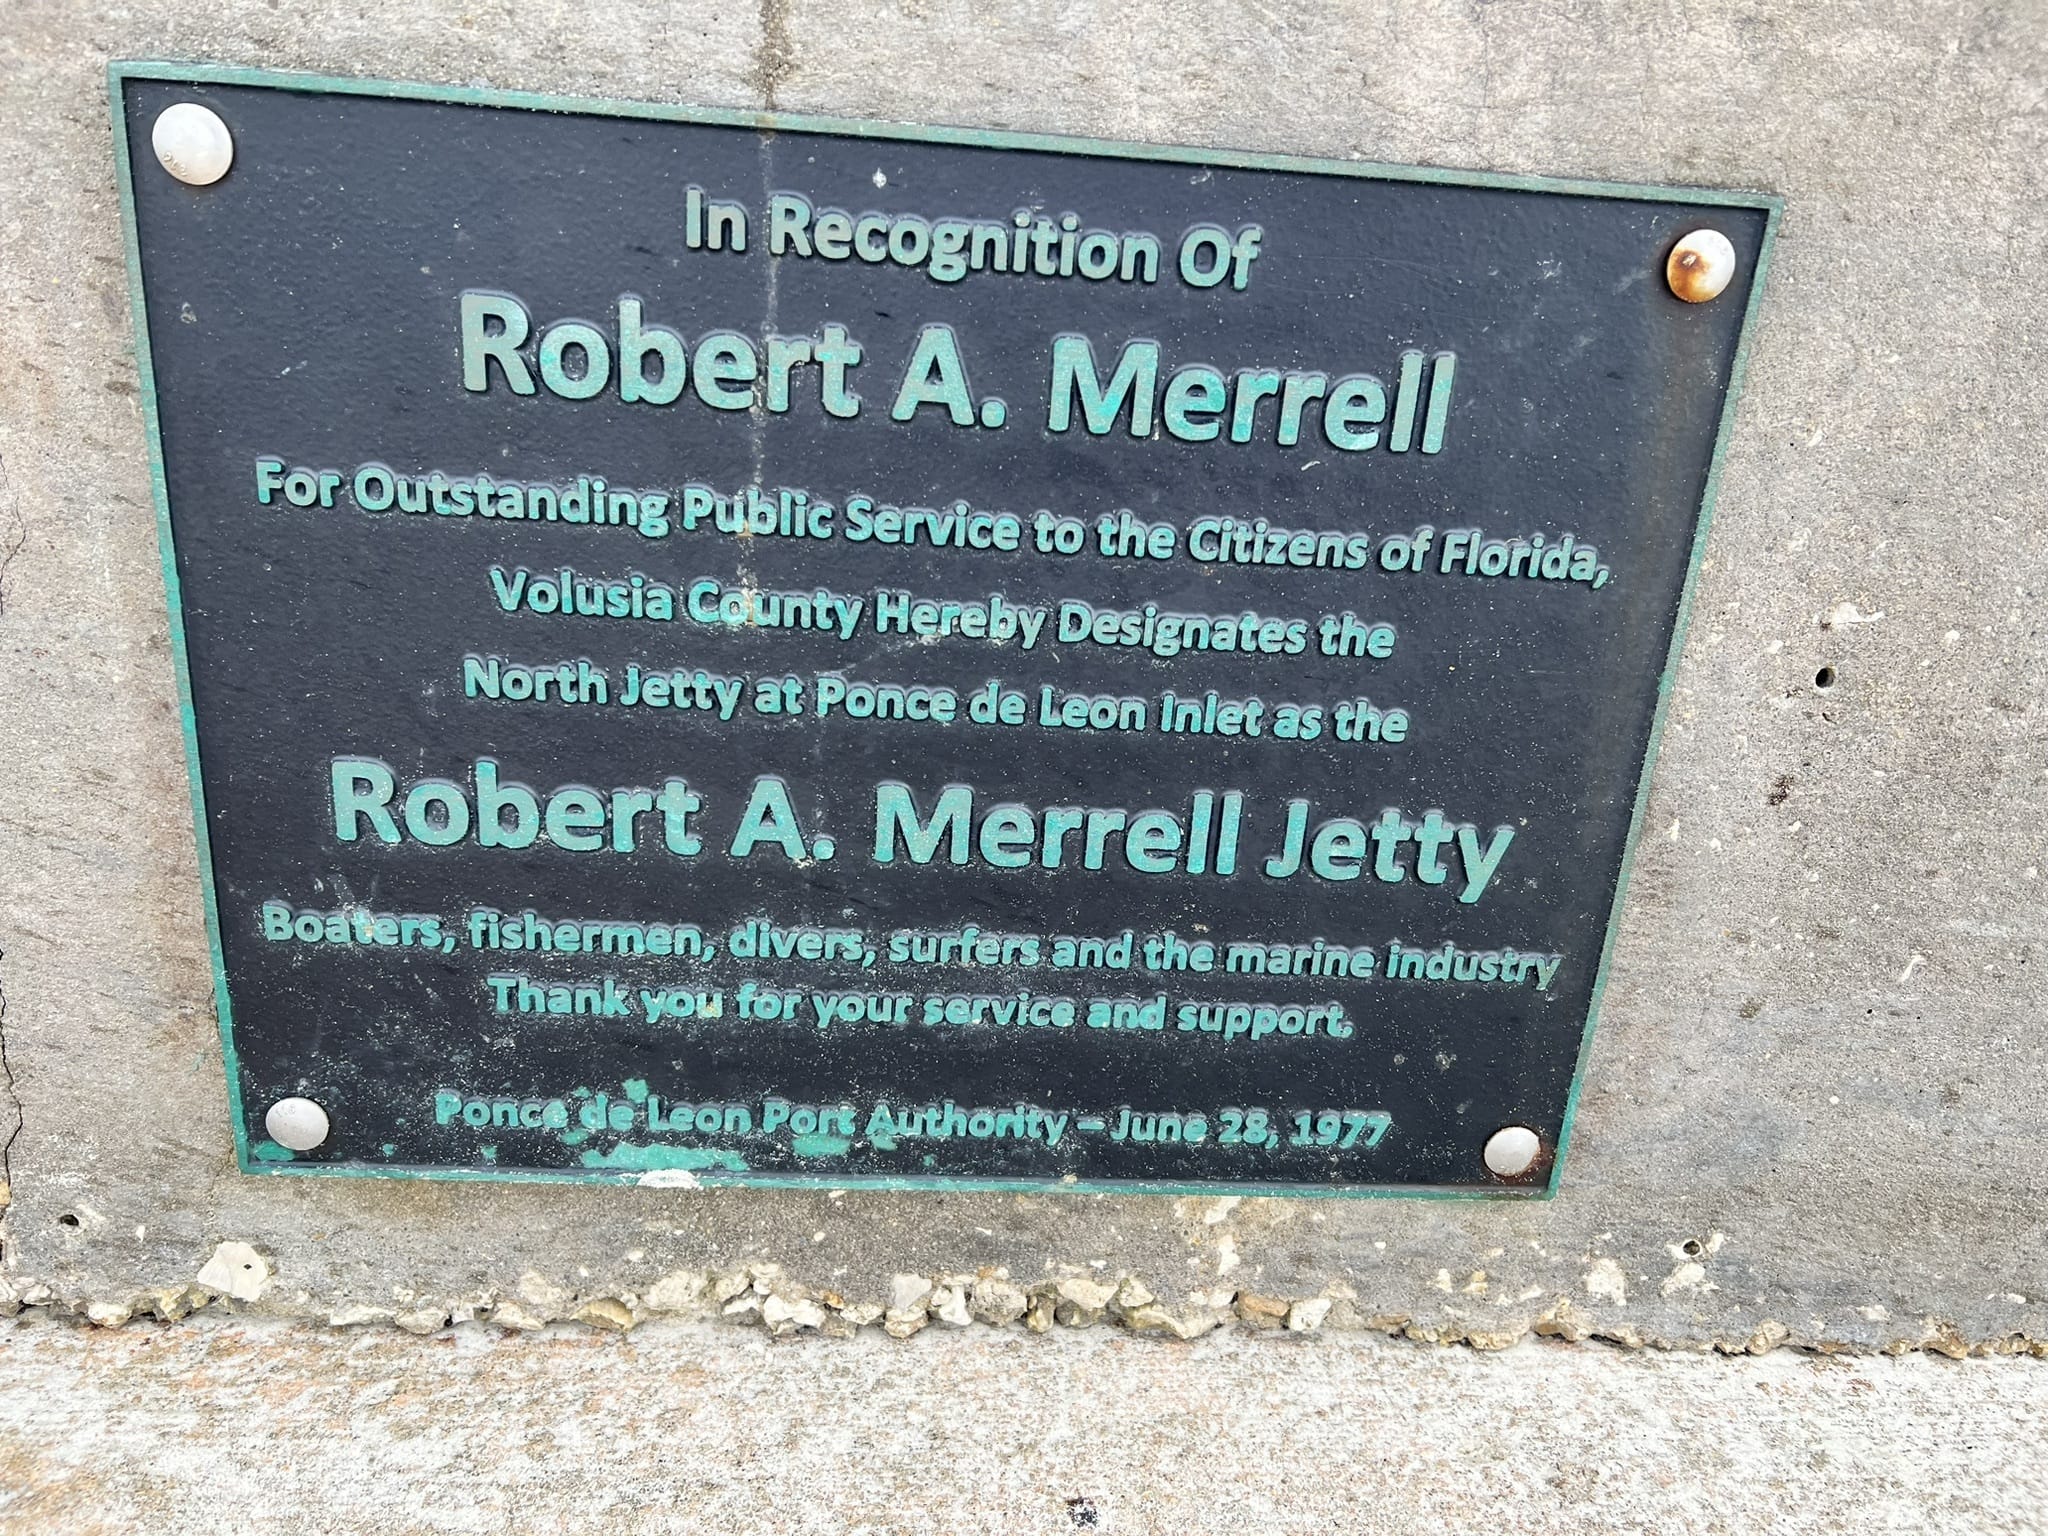 In Recognition Of
Robert A. Merrell
For Outstanding Public Service to the Citizens of Florida,
Volusia County Hereby Designates the
North Jetty at Ponce de Leon Inlet as the
Robert A. Merrell Jetty
Boaters, fishermen, divers, surfers and the marine industry
Thank you for your service and support.
Ponce de Leon Port Authority – June 28, 1977